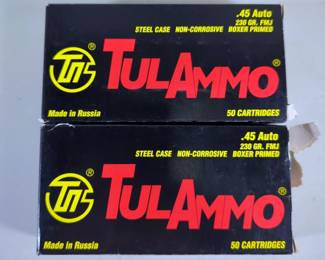 .45 Auto
230 GR. FMJ
STEEL CASE NON-CORROSIVE BOXER PRIMED
TulAmmo®
Made in Russia
50 CARTRIDGES
.45 Auto
230 GR. FMJ
STEEL CASE NON-CORROSIVE BOXER PRIMED
TulAmmo®
Made in Russia
50 CARTRIDGES